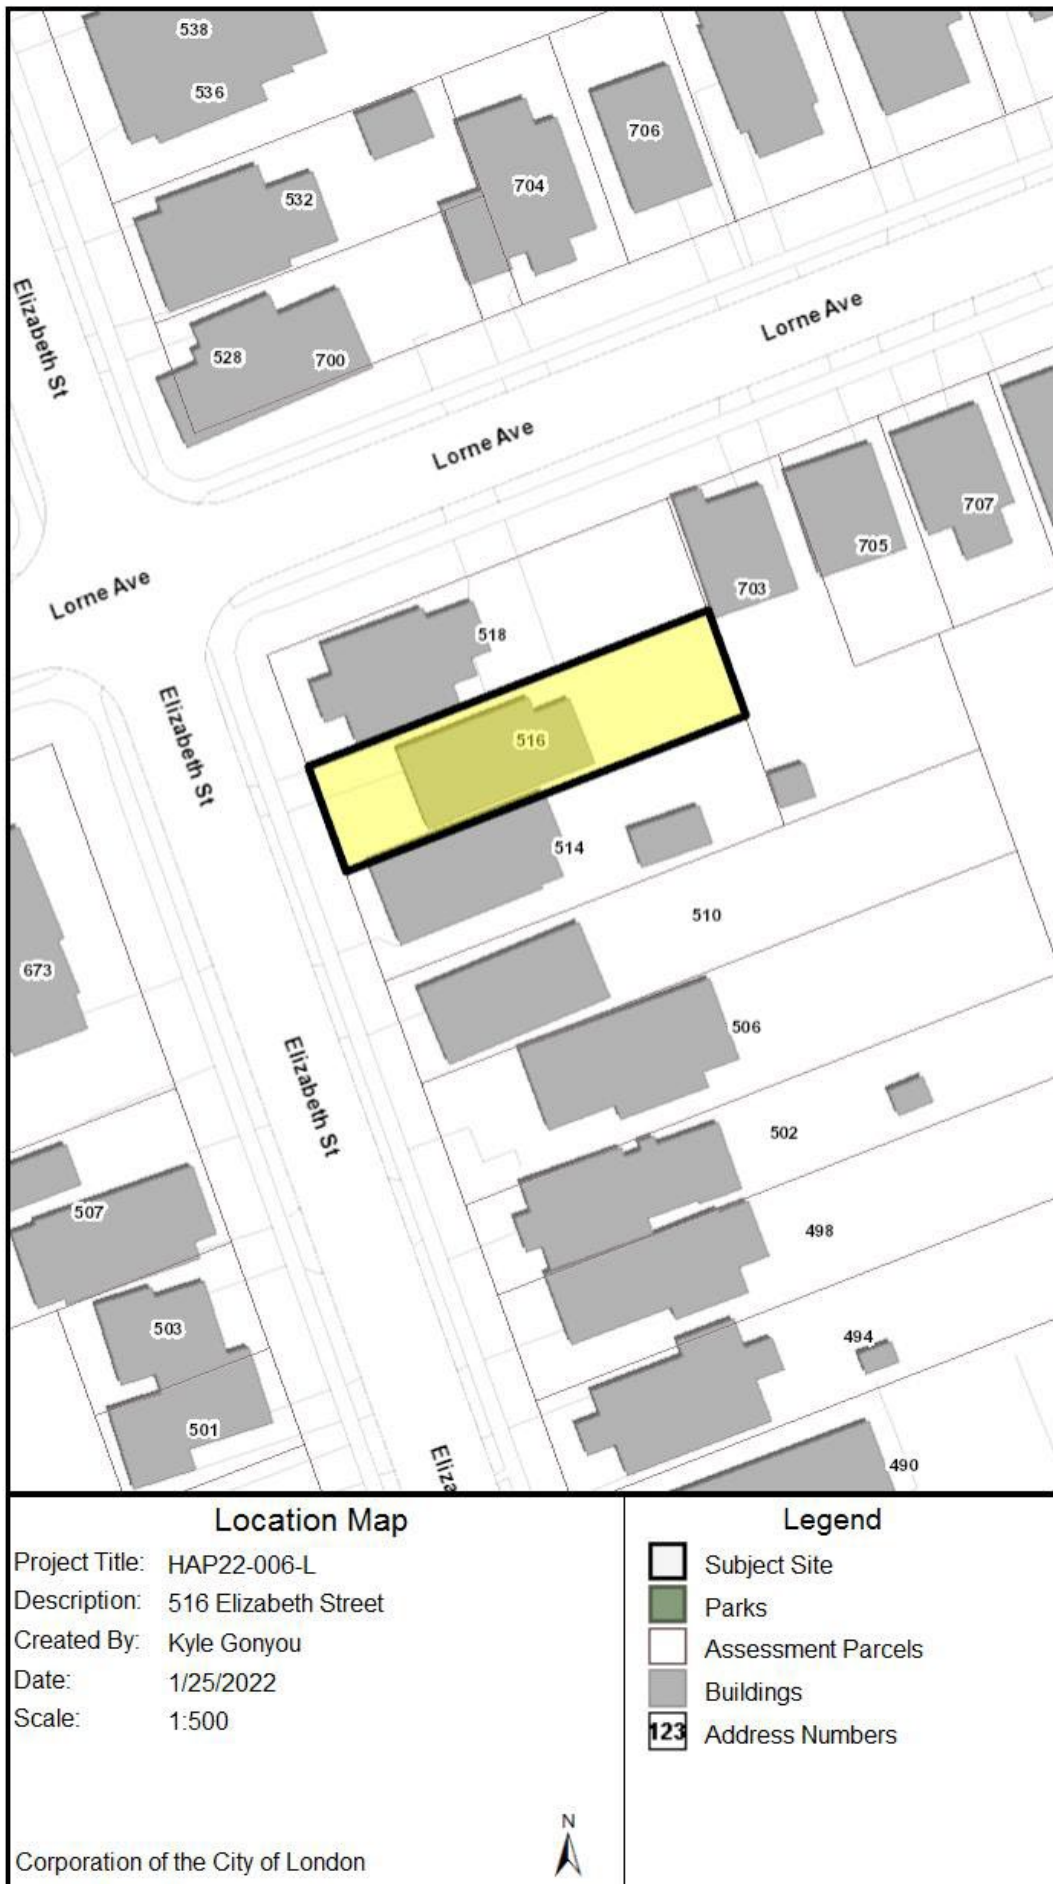 538
536
706
704
532
Elizabeth St
Lorne Ave
528
700
Lorne Ave
707
705
Lorne Ave
703
518
Elizabeth St
516
514
510
673
506
Elizabeth St
502
507
498
503
494
501
Eliza
490
Location Map
Project Title: HAP22-006-L
Description: 516 Elizabeth Street
Created By: Kyle Gonyou
Date: 1/25/2022
Scale: 1:500
N
Corporation of the City of London
Legend
Subject Site
Parks
Assessment Parcels
Buildings
123 Address Numbers